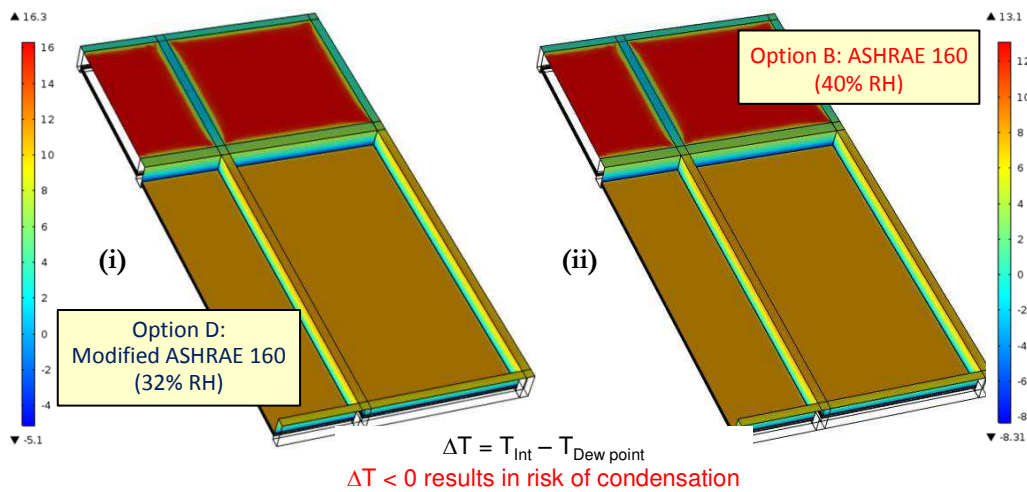 ▲ 16.3
16
14
12
10
8
6
4
2
0
-2
-4
▼ -5.1
(i)
Option D:
Modified ASHRAE 160
(32% RH)
▲ 13.1
12
10
8
6
4
2
0
-2
-4
-6
-8
▼ -8.31
Option B: ASHRAE 160
(40% RH)
(ii)
ΔT = T_Int – T_Dew point
ΔT < 0 results in risk of condensation